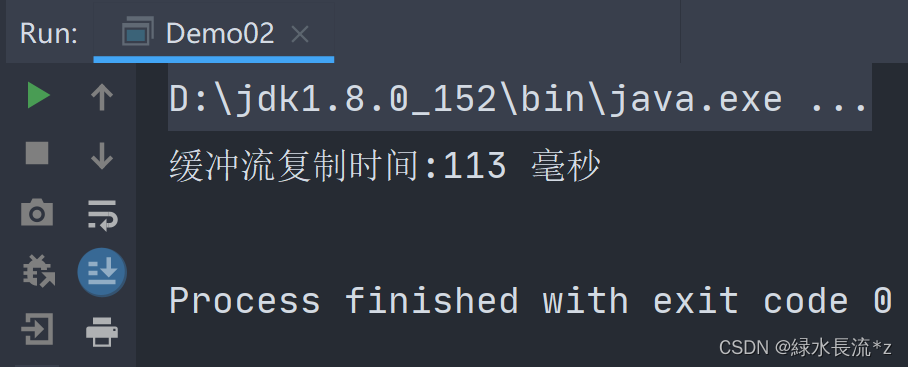 Run: Demo02
D:\jdk1.8.0_152\bin\java.exe ...
缓冲流复制时间:113 毫秒
Process finished with exit code 0
CSDN @緑水長流*z